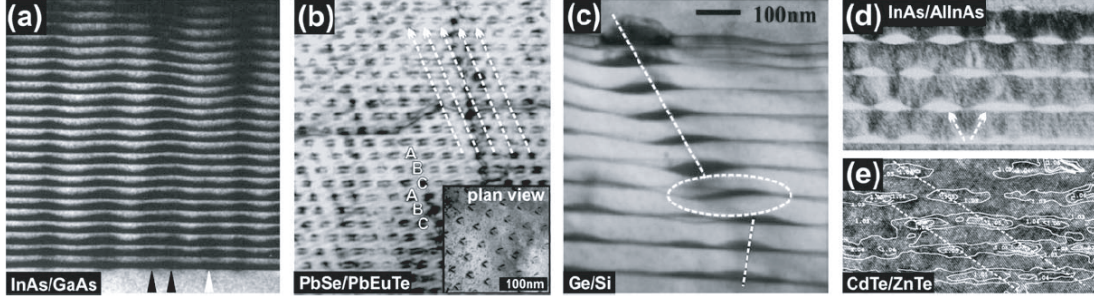 (a)
InAs/GaAs
(b)
A
B
C
A
B
C
plan view
100nm
PbSe/PbEuTe
(c)
100nm
Ge/Si
(d)
InAs/AlInAs
(e)
CdTe/ZnTe